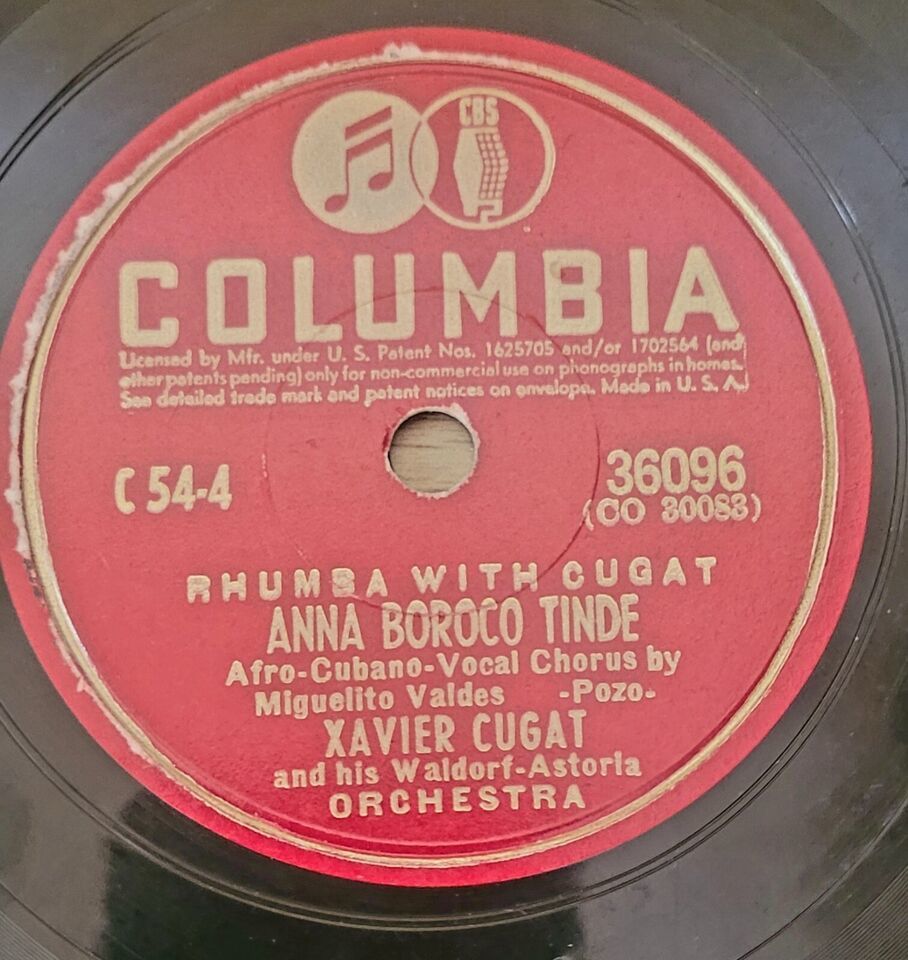 CBS
COLUMBIA
Licensed by Mfr. under U. S. Patent Nos. 1625705 and/or 1702564 (and
other patents pending) only for non-commercial use on phonographs in homes.
See detailed trade mark and patent notices on envelope. Made in U. S. A.
C 54-4
36096
(CO 30083)
RHUMBA WITH CUGAT
ANNA BOROCO TINDE
Afro-Cubano-Vocal Chorus by
Miguelito Valdes -Pozo-
XAVIER CUGAT
and his Waldorf-Astoria
ORCHESTRA